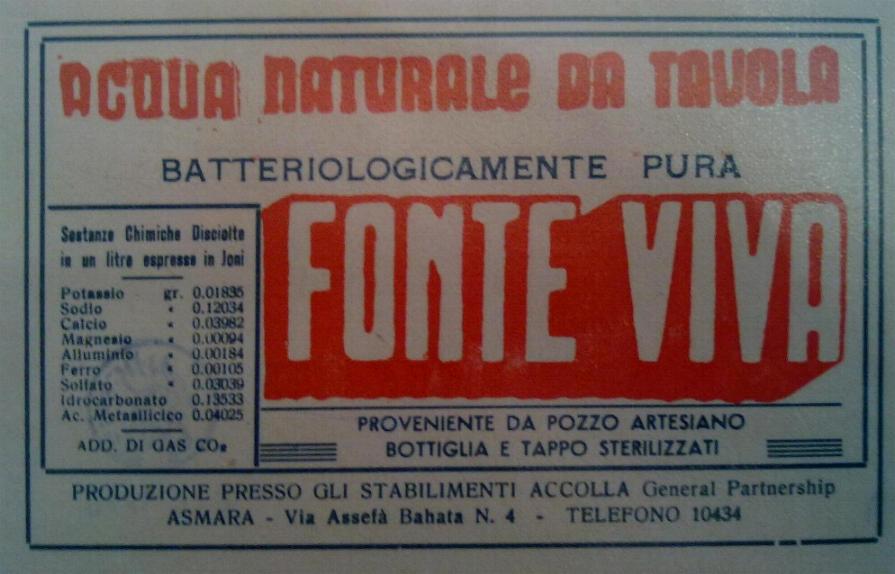 ACQUA NATURALE DA TAVOLA
BATTERIOLOGICAMENTE PURA
FONTE VIVA
Sostanze Chimiche Disciolte
in un litro espresse in Joni
Potassio gr. 0.01835
Sodio " 0.12034
Calcio " 0.03982
Magnesio " 0.00094
Alluminio " 0.00184
Ferro " 0.00105
Solfato " 0.03039
Idrocarbonato 0.13533
Ac. Metasilicico 0.04025
ADD. DI GAS CO₂
PROVENIENTE DA POZZO ARTESIANO
BOTTIGLIA E TAPPO STERILIZZATI
PRODUZIONE PRESSO GLI STABILIMENTI ACCOLLA General Partnership
ASMARA - Via Assefà Bahata N. 4 - TELEFONO 10434